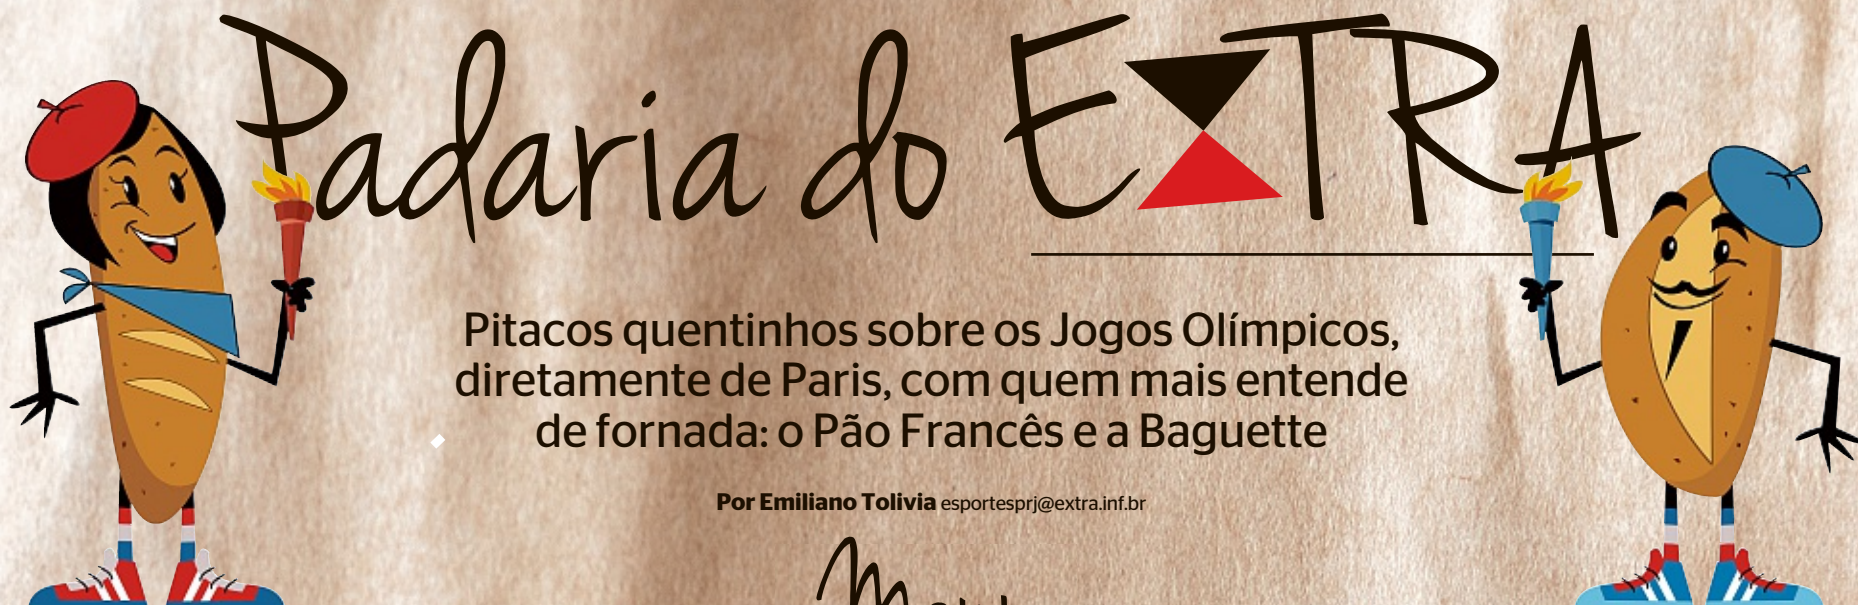 Padaria do EXTRA
Pitacos quentinhos sobre os Jogos Olímpicos,
diretamente de Paris, com quem mais entende
de fornada: o Pão Francês e a Baguette
Por Emiliano Tolivia esportesprj@extra.inf.br